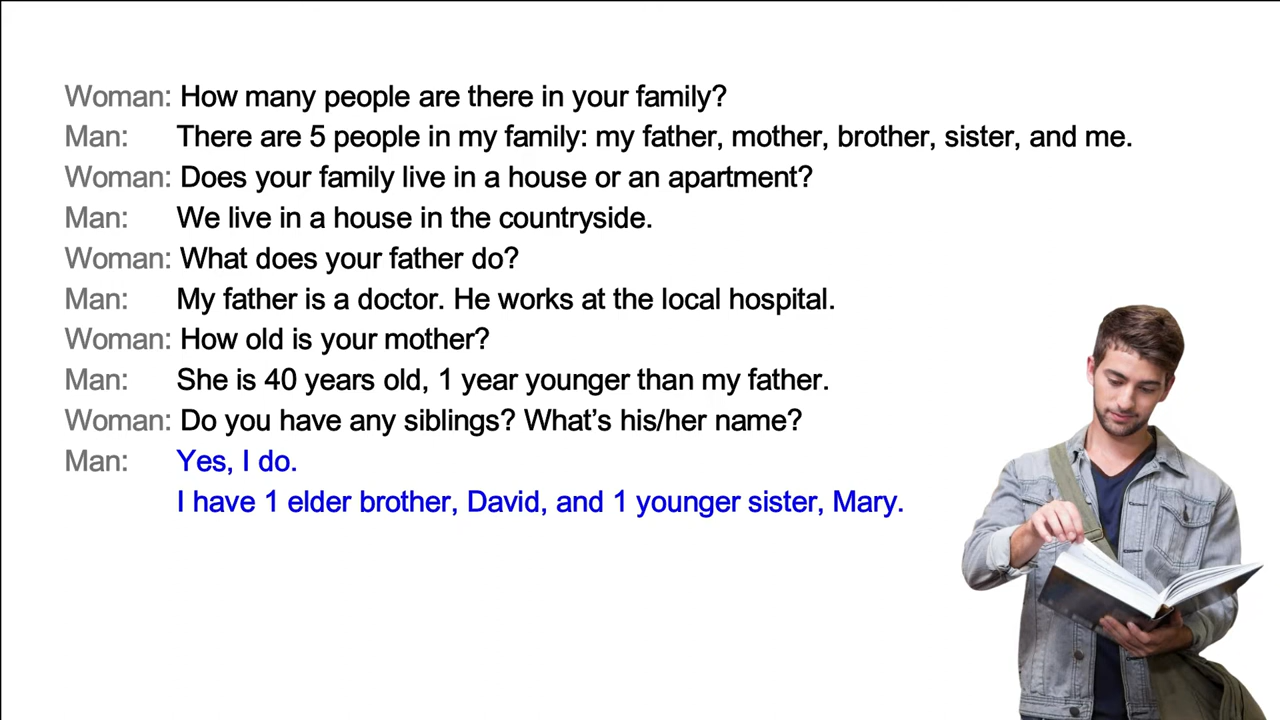 Woman: How many people are there in your family?
Man: There are 5 people in my family: my father, mother, brother, sister, and me.
Woman: Does your family live in a house or an apartment?
Man: We live in a house in the countryside.
Woman: What does your father do?
Man: My father is a doctor. He works at the local hospital.
Woman: How old is your mother?
Man: She is 40 years old, 1 year younger than my father.
Woman: Do you have any siblings? What’s his/her name?
Man: Yes, I do.
I have 1 elder brother, David, and 1 younger sister, Mary.